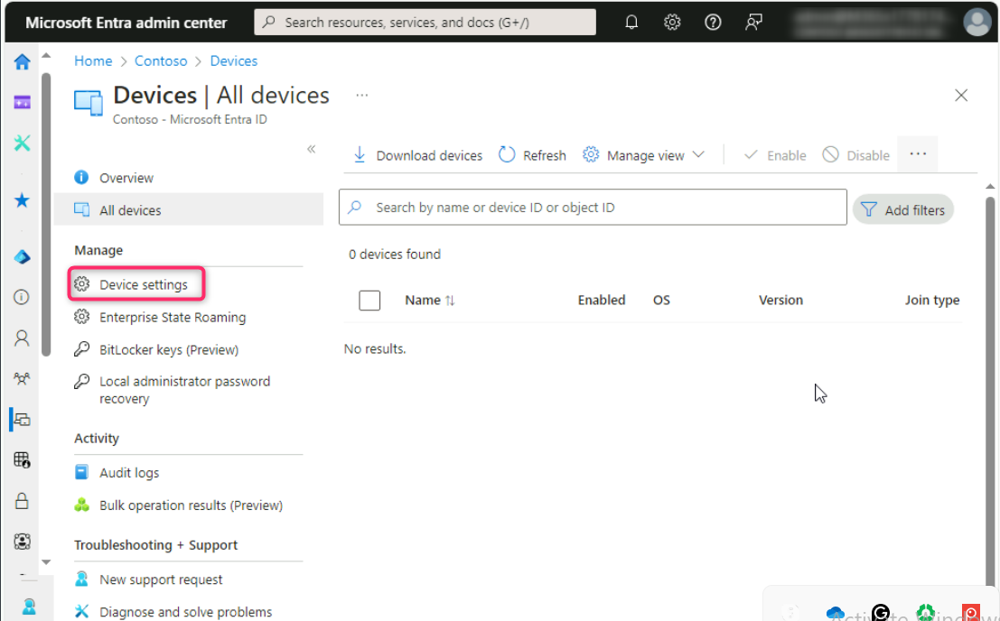 Microsoft Entra admin center
Search resources, services, and docs (G+/)
Home > Contoso > Devices
Devices | All devices ...
Contoso - Microsoft Entra ID
«
Overview
All devices
Manage
Device settings
Enterprise State Roaming
BitLocker keys (Preview)
Local administrator password
recovery
Activity
Audit logs
Bulk operation results (Preview)
Troubleshooting + Support
New support request
Diagnose and solve problems
Download devices Refresh Manage view Enable Disable ...
Search by name or device ID or object ID
Add filters
0 devices found
Name Enabled OS Version Join type
No results.
Activate Windows